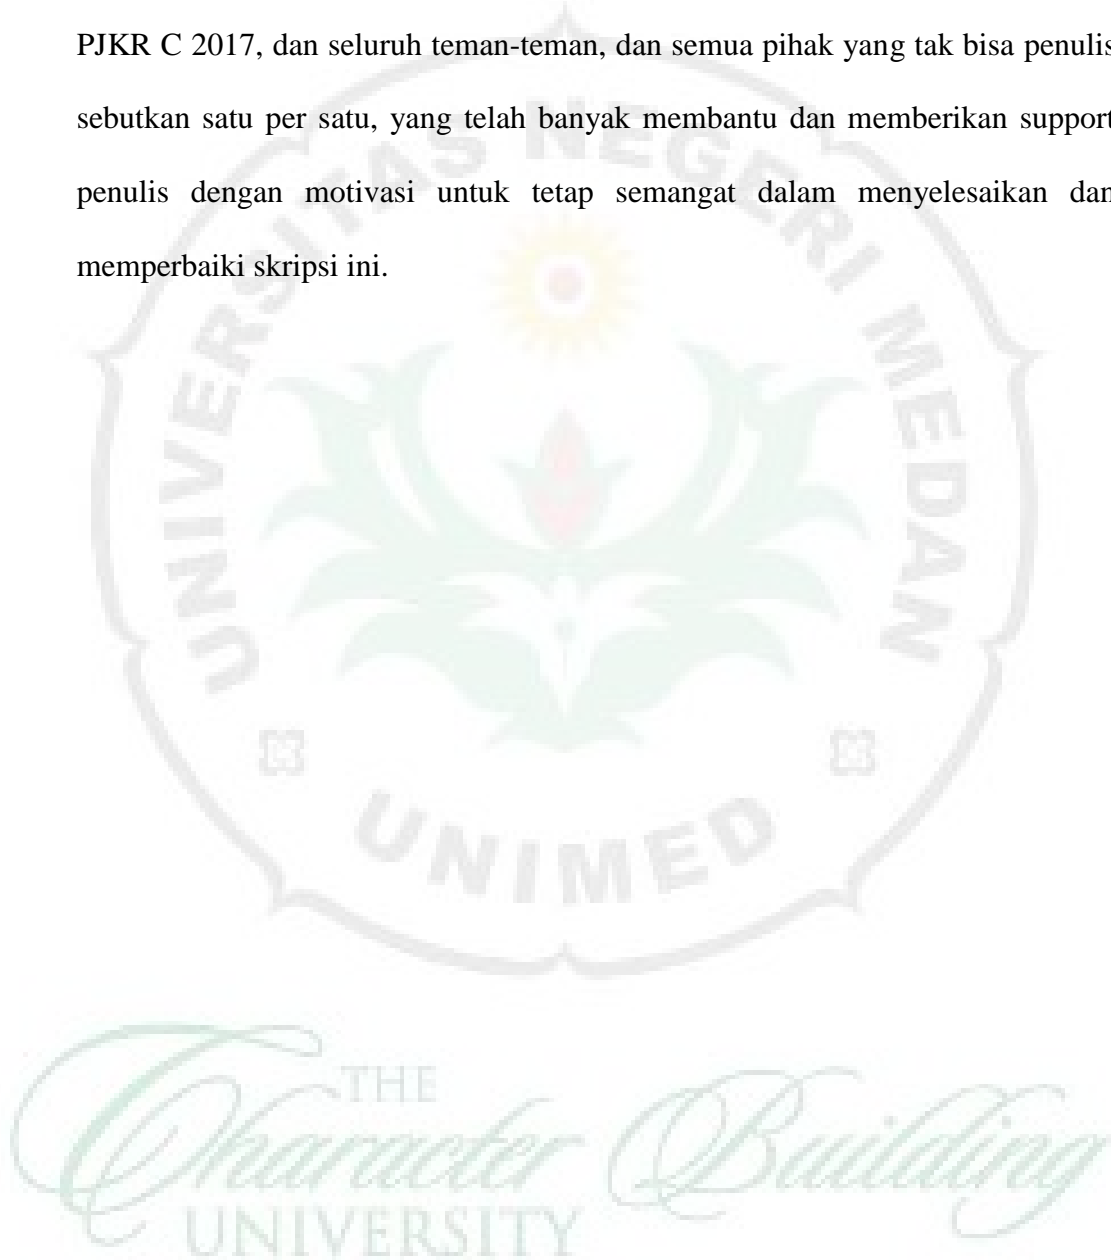 PJKR C 2017, dan seluruh teman-teman, dan semua pihak yang tak bisa penulis
sebutkan satu per satu, yang telah banyak membantu dan memberikan support
penulis dengan motivasi untuk tetap semangat dalam menyelesaikan dan
memperbaiki skripsi ini.
UNIVERSITAS NEGERI MEDAN
UNIMED
THE
Character Building
UNIVERSITY